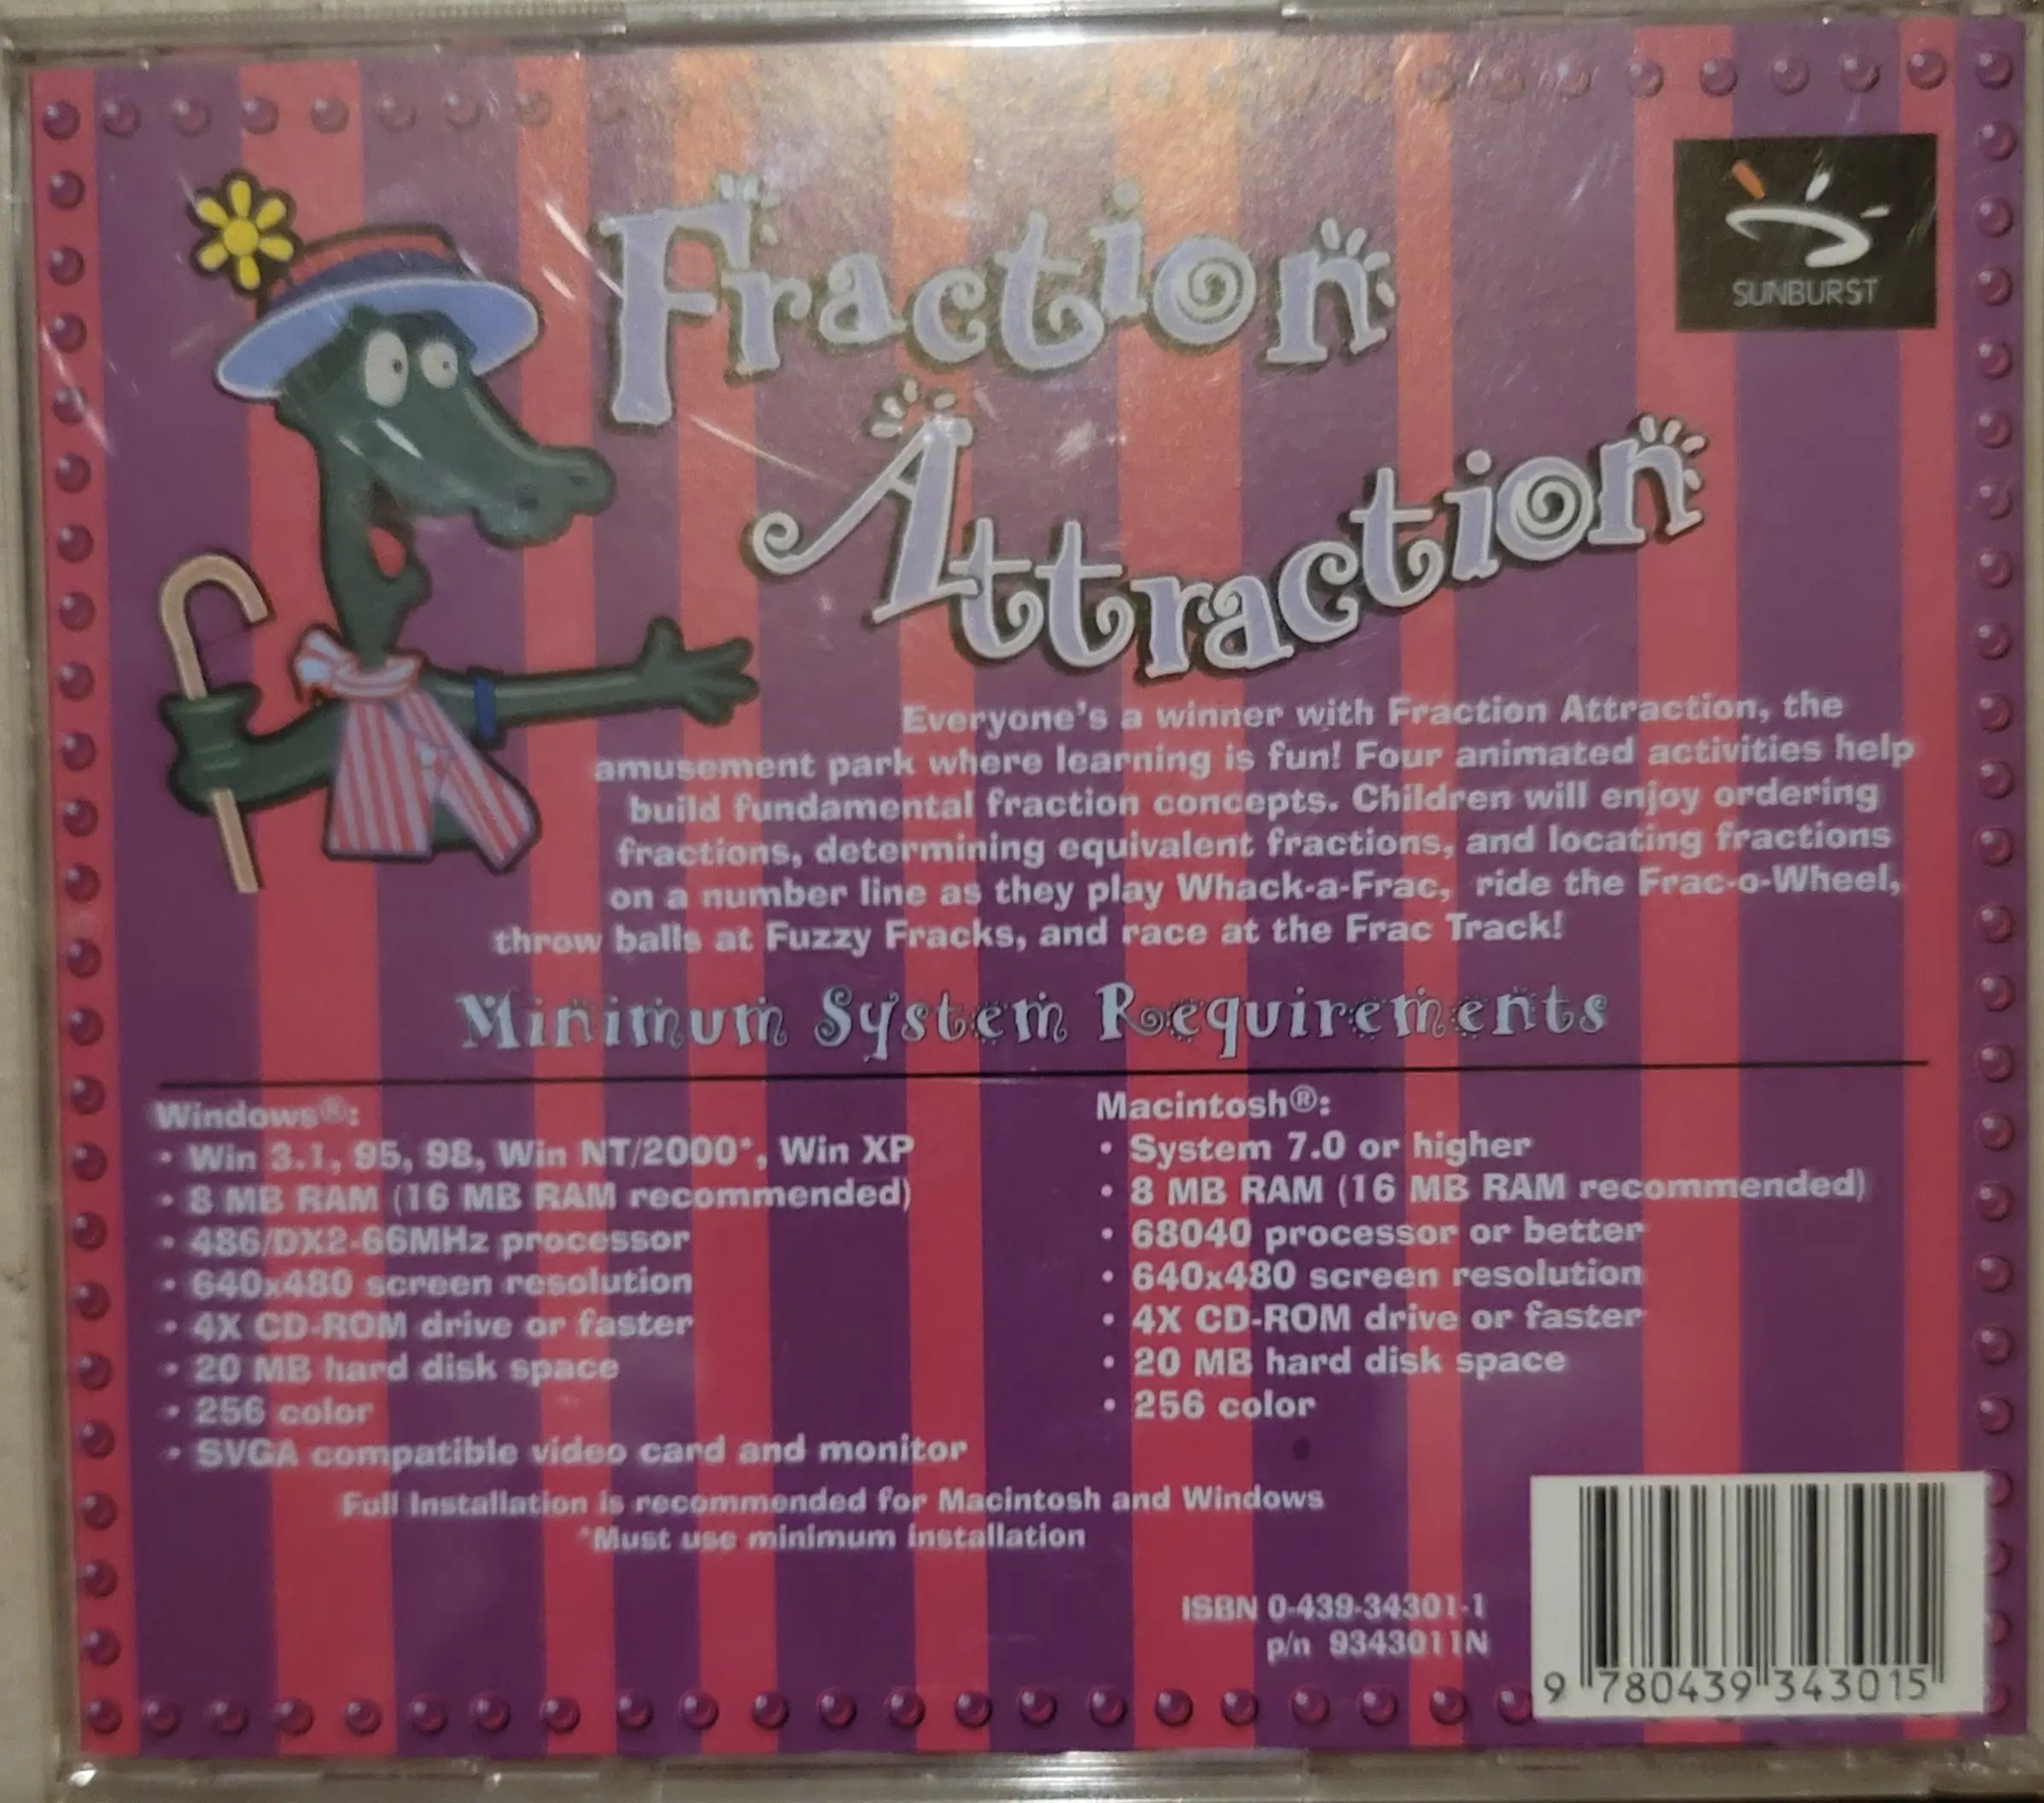 Fraction
Attraction
SUNBURST
Everyone's a winner with Fraction Attraction, the
amusement park where learning is fun! Four animated activities help
build fundamental fraction concepts. Children will enjoy ordering
fractions, determining equivalent fractions, and locating fractions
on a number line as they play Whack-a-Frac, ride the Frac-o-Wheel,
throw balls at Fuzzy Fracks, and race at the Frac Track!
Minimum System Requirements
Windows®:
• Win 3.1, 95, 98, Win NT/2000*, Win XP
• 8 MB RAM (16 MB RAM recommended)
• 486/DX2-66MHz processor
• 640x480 screen resolution
• 4X CD-ROM drive or faster
• 20 MB hard disk space
• 256 color
• SVGA compatible video card and monitor
Macintosh®:
• System 7.0 or higher
• 8 MB RAM (16 MB RAM recommended)
• 68040 processor or better
• 640x480 screen resolution
• 4X CD-ROM drive or faster
• 20 MB hard disk space
• 256 color
Full Installation is recommended for Macintosh and Windows
*Must use minimum installation
ISBN 0-439-34301-1
p/n 9343011N
9 780439 343015